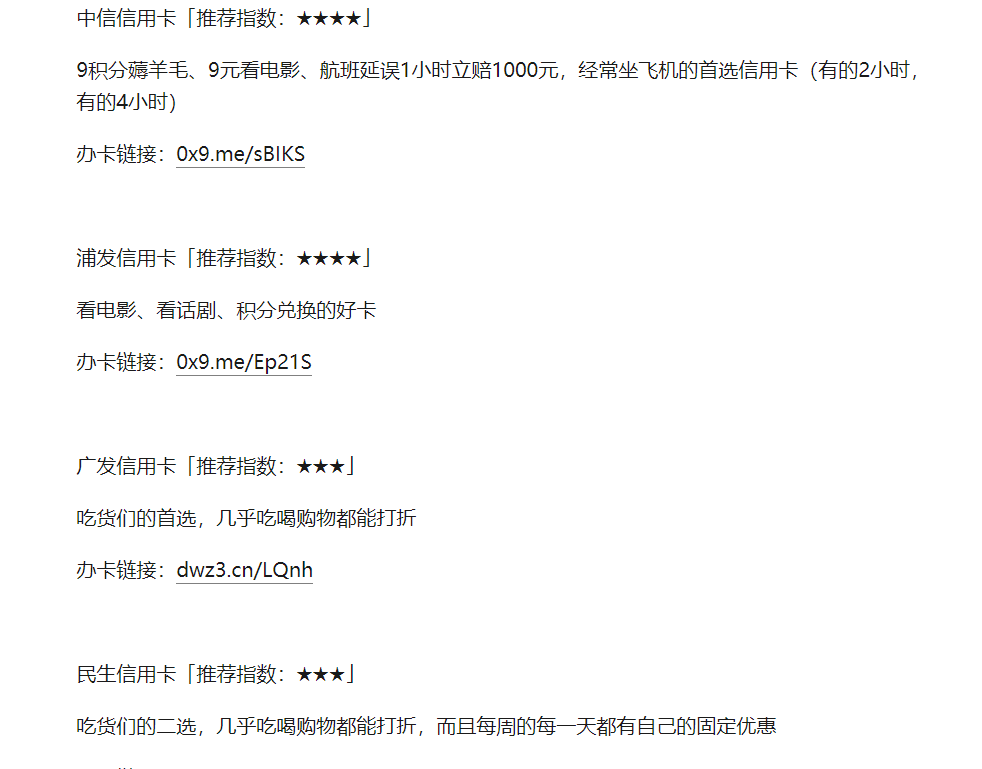 中信信用卡「推荐指数：★★★★」
9积分薅羊毛、9元看电影、航班延误1小时立赔1000元，经常坐飞机的首选信用卡（有的2小时，
有的4小时）
办卡链接：0x9.me/sBIKS
浦发信用卡「推荐指数：★★★★」
看电影、看话剧、积分兑换的好卡
办卡链接：0x9.me/Ep21S
广发信用卡「推荐指数：★★★」
吃货们的首选，几乎吃喝购物都能打折
办卡链接：dwz3.cn/LQnh
民生信用卡「推荐指数：★★★」
吃货们的二选，几乎吃喝购物都能打折，而且每周的每一天都有自己的固定优惠